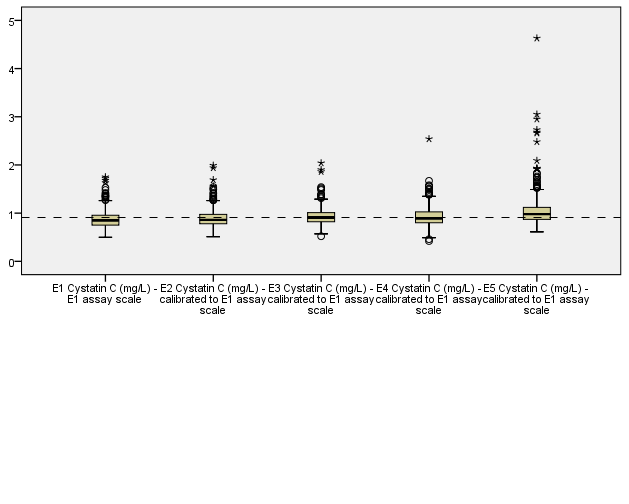 5
4
3
2
1
0
E1 Cystatin C (mg/L) - E1 assay scale
E2 Cystatin C (mg/L) - calibrated to E1 assay scale
E3 Cystatin C (mg/L) - calibrated to E1 assay scale
E4 Cystatin C (mg/L) - calibrated to E1 assay scale
E5 Cystatin C (mg/L) - calibrated to E1 assay scale